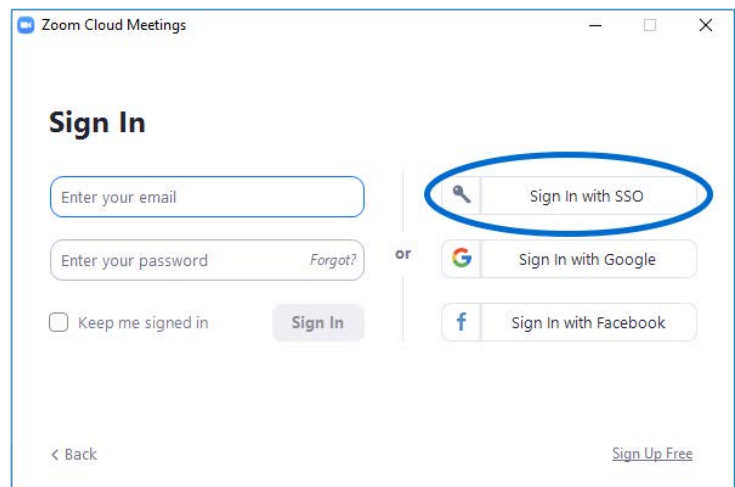 Zoom Cloud Meetings
Sign In
Enter your email
Enter your password
Forgot?
Keep me signed in
Sign In
or
Sign In with SSO
Sign In with Google
Sign In with Facebook
< Back
Sign Up Free